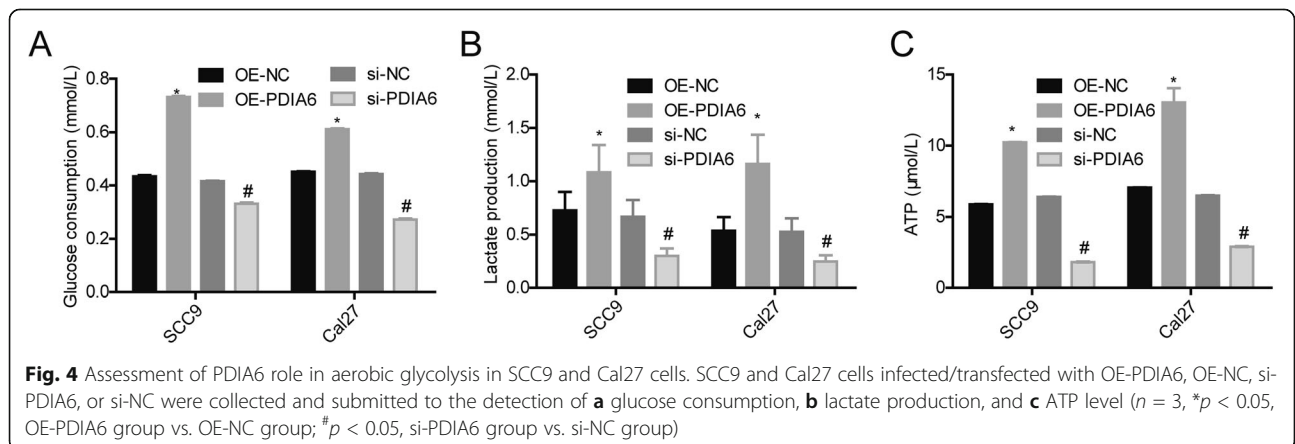 A
B
C
OE-NC
si-NC
OE-PDIA6
si-PDIA6
Glucose consumption (mmol/L)
0.8
0.6
0.4
0.2
0.0
*
#
*
#
SCC9
Cal27
OE-NC
OE-PDIA6
si-NC
si-PDIA6
Lactate production (mmol/L)
2.0
1.5
1.0
0.5
0.0
*
#
*
#
SCC9
Cal27
OE-NC
OE-PDIA6
si-NC
si-PDIA6
ATP (μmol/L)
15
10
5
0
*
#
*
#
SCC9
Cal27
Fig. 4 Assessment of PDIA6 role in aerobic glycolysis in SCC9 and Cal27 cells. SCC9 and Cal27 cells infected/transfected with OE-PDIA6, OE-NC, si-
PDIA6, or si-NC were collected and submitted to the detection of a glucose consumption, b lactate production, and c ATP level (n = 3, *p < 0.05,
OE-PDIA6 group vs. OE-NC group; #p < 0.05, si-PDIA6 group vs. si-NC group)